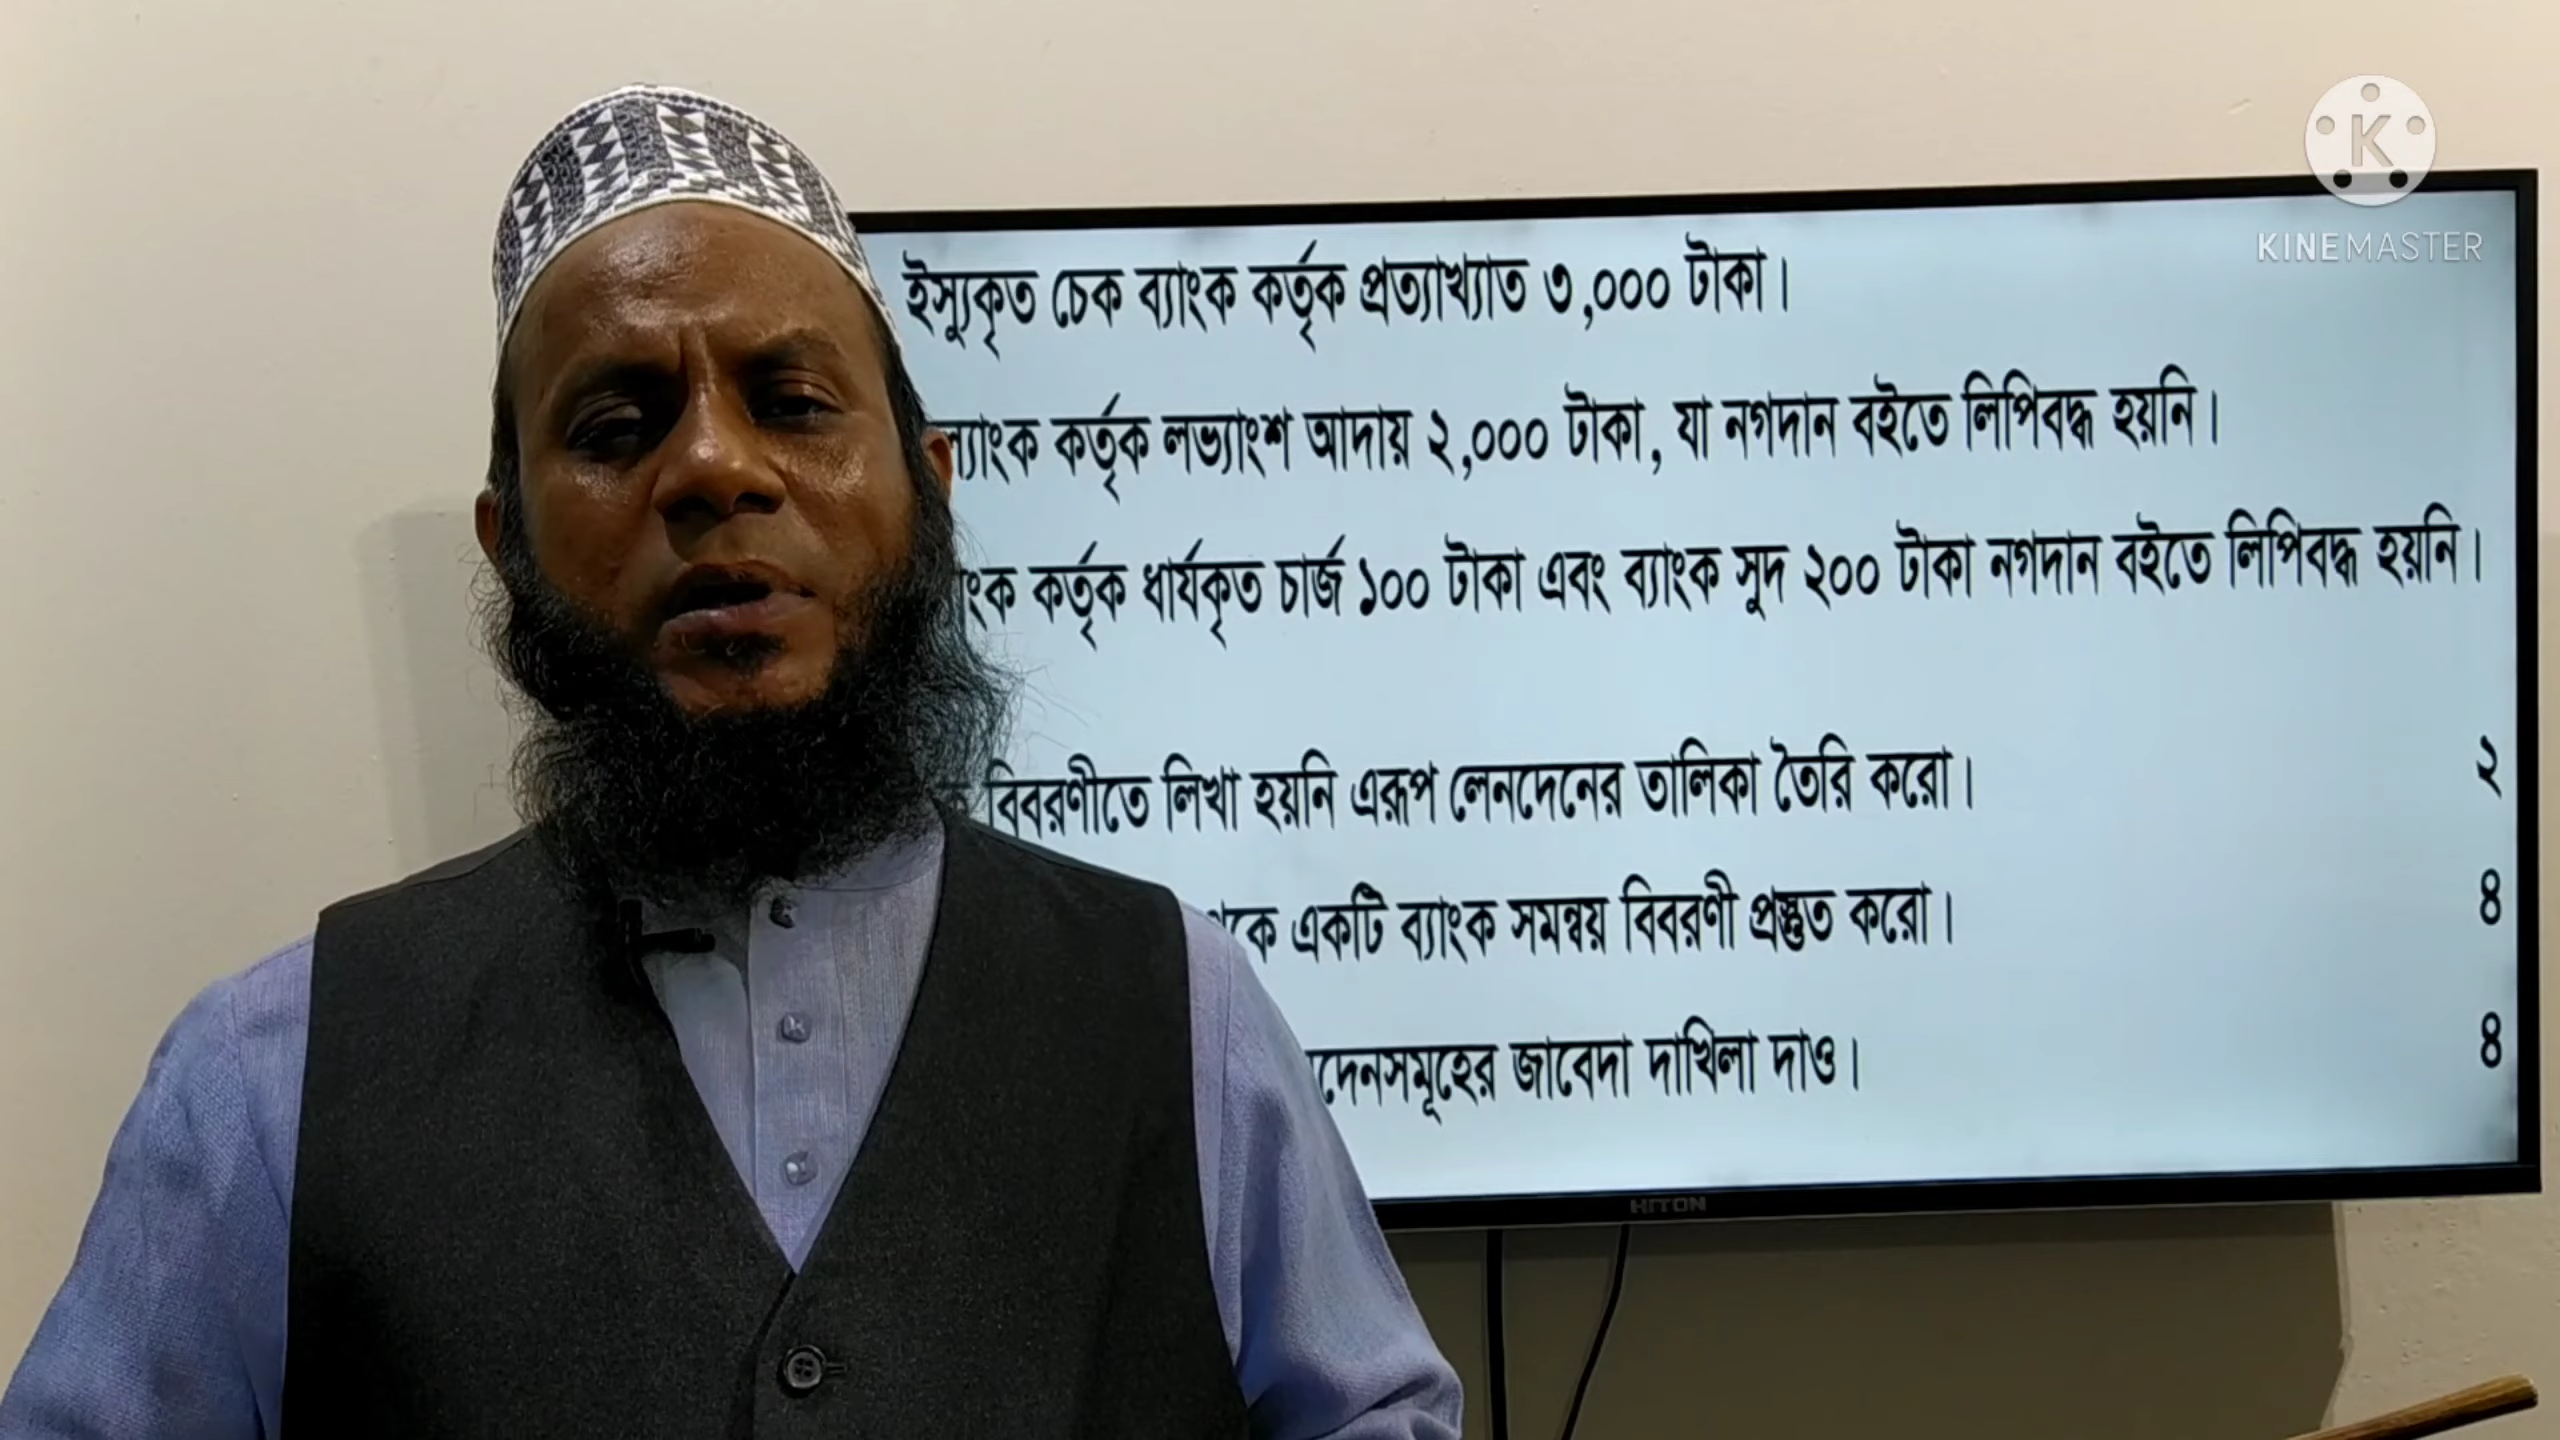 KINEMASTER
ইস্যুকৃত চেক ব্যাংক কর্তৃক প্রত্যাখ্যাত ৩,০০০ টাকা।
কর্তৃক লভ্যাংশ আদায় ২,০০০ টাকা, যা নগদান বইতে লিপিবদ্ধ হয়নি।
কর্তৃক ধার্যকৃত চার্জ ১০০ টাকা এবং ব্যাংক সুদ ২০০ টাকা নগদান বইতে লিপিবদ্ধ হয়নি।
বিবরণীতে লিখা হয়নি এরূপ লেনদেনের তালিকা তৈরি করো। ২
একটি ব্যাংক সমন্বয় বিবরণী প্রস্তুত করো। ৪
জাবেদা দাখিলা দাও। ৪
HITON